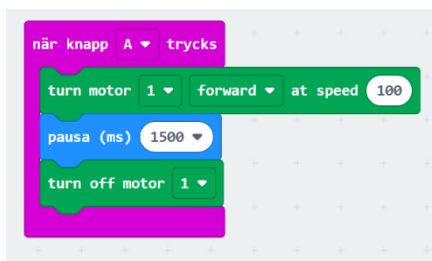 när knapp A trycks
turn motor 1 forward at speed 100
pausa (ms) 1500
turn off motor 1